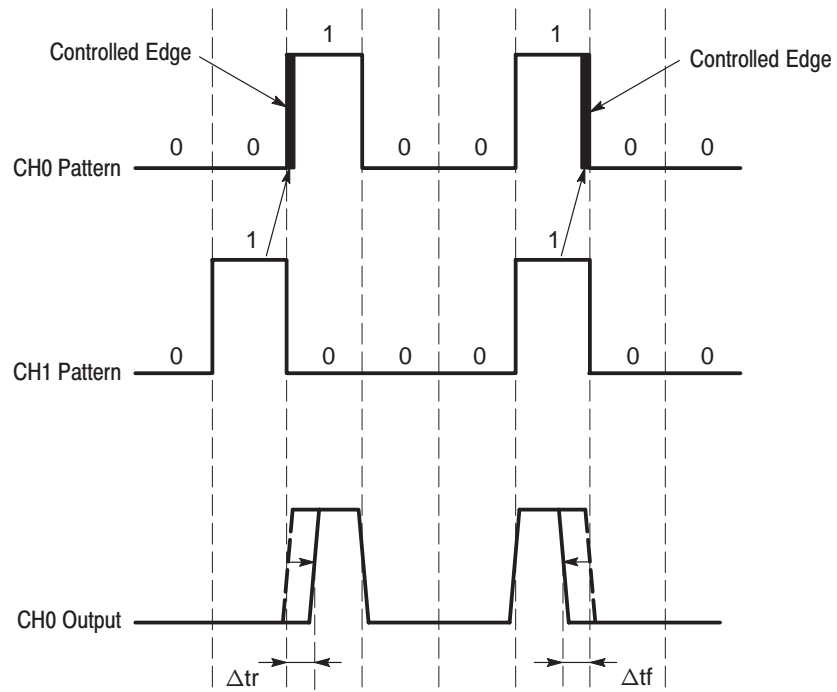 1 1
Controlled Edge Controlled Edge
0 0 0 0 0 0
CH0 Pattern
1 1
0 0 0 0 0 0
CH1 Pattern
CH0 Output
Δtr Δtf